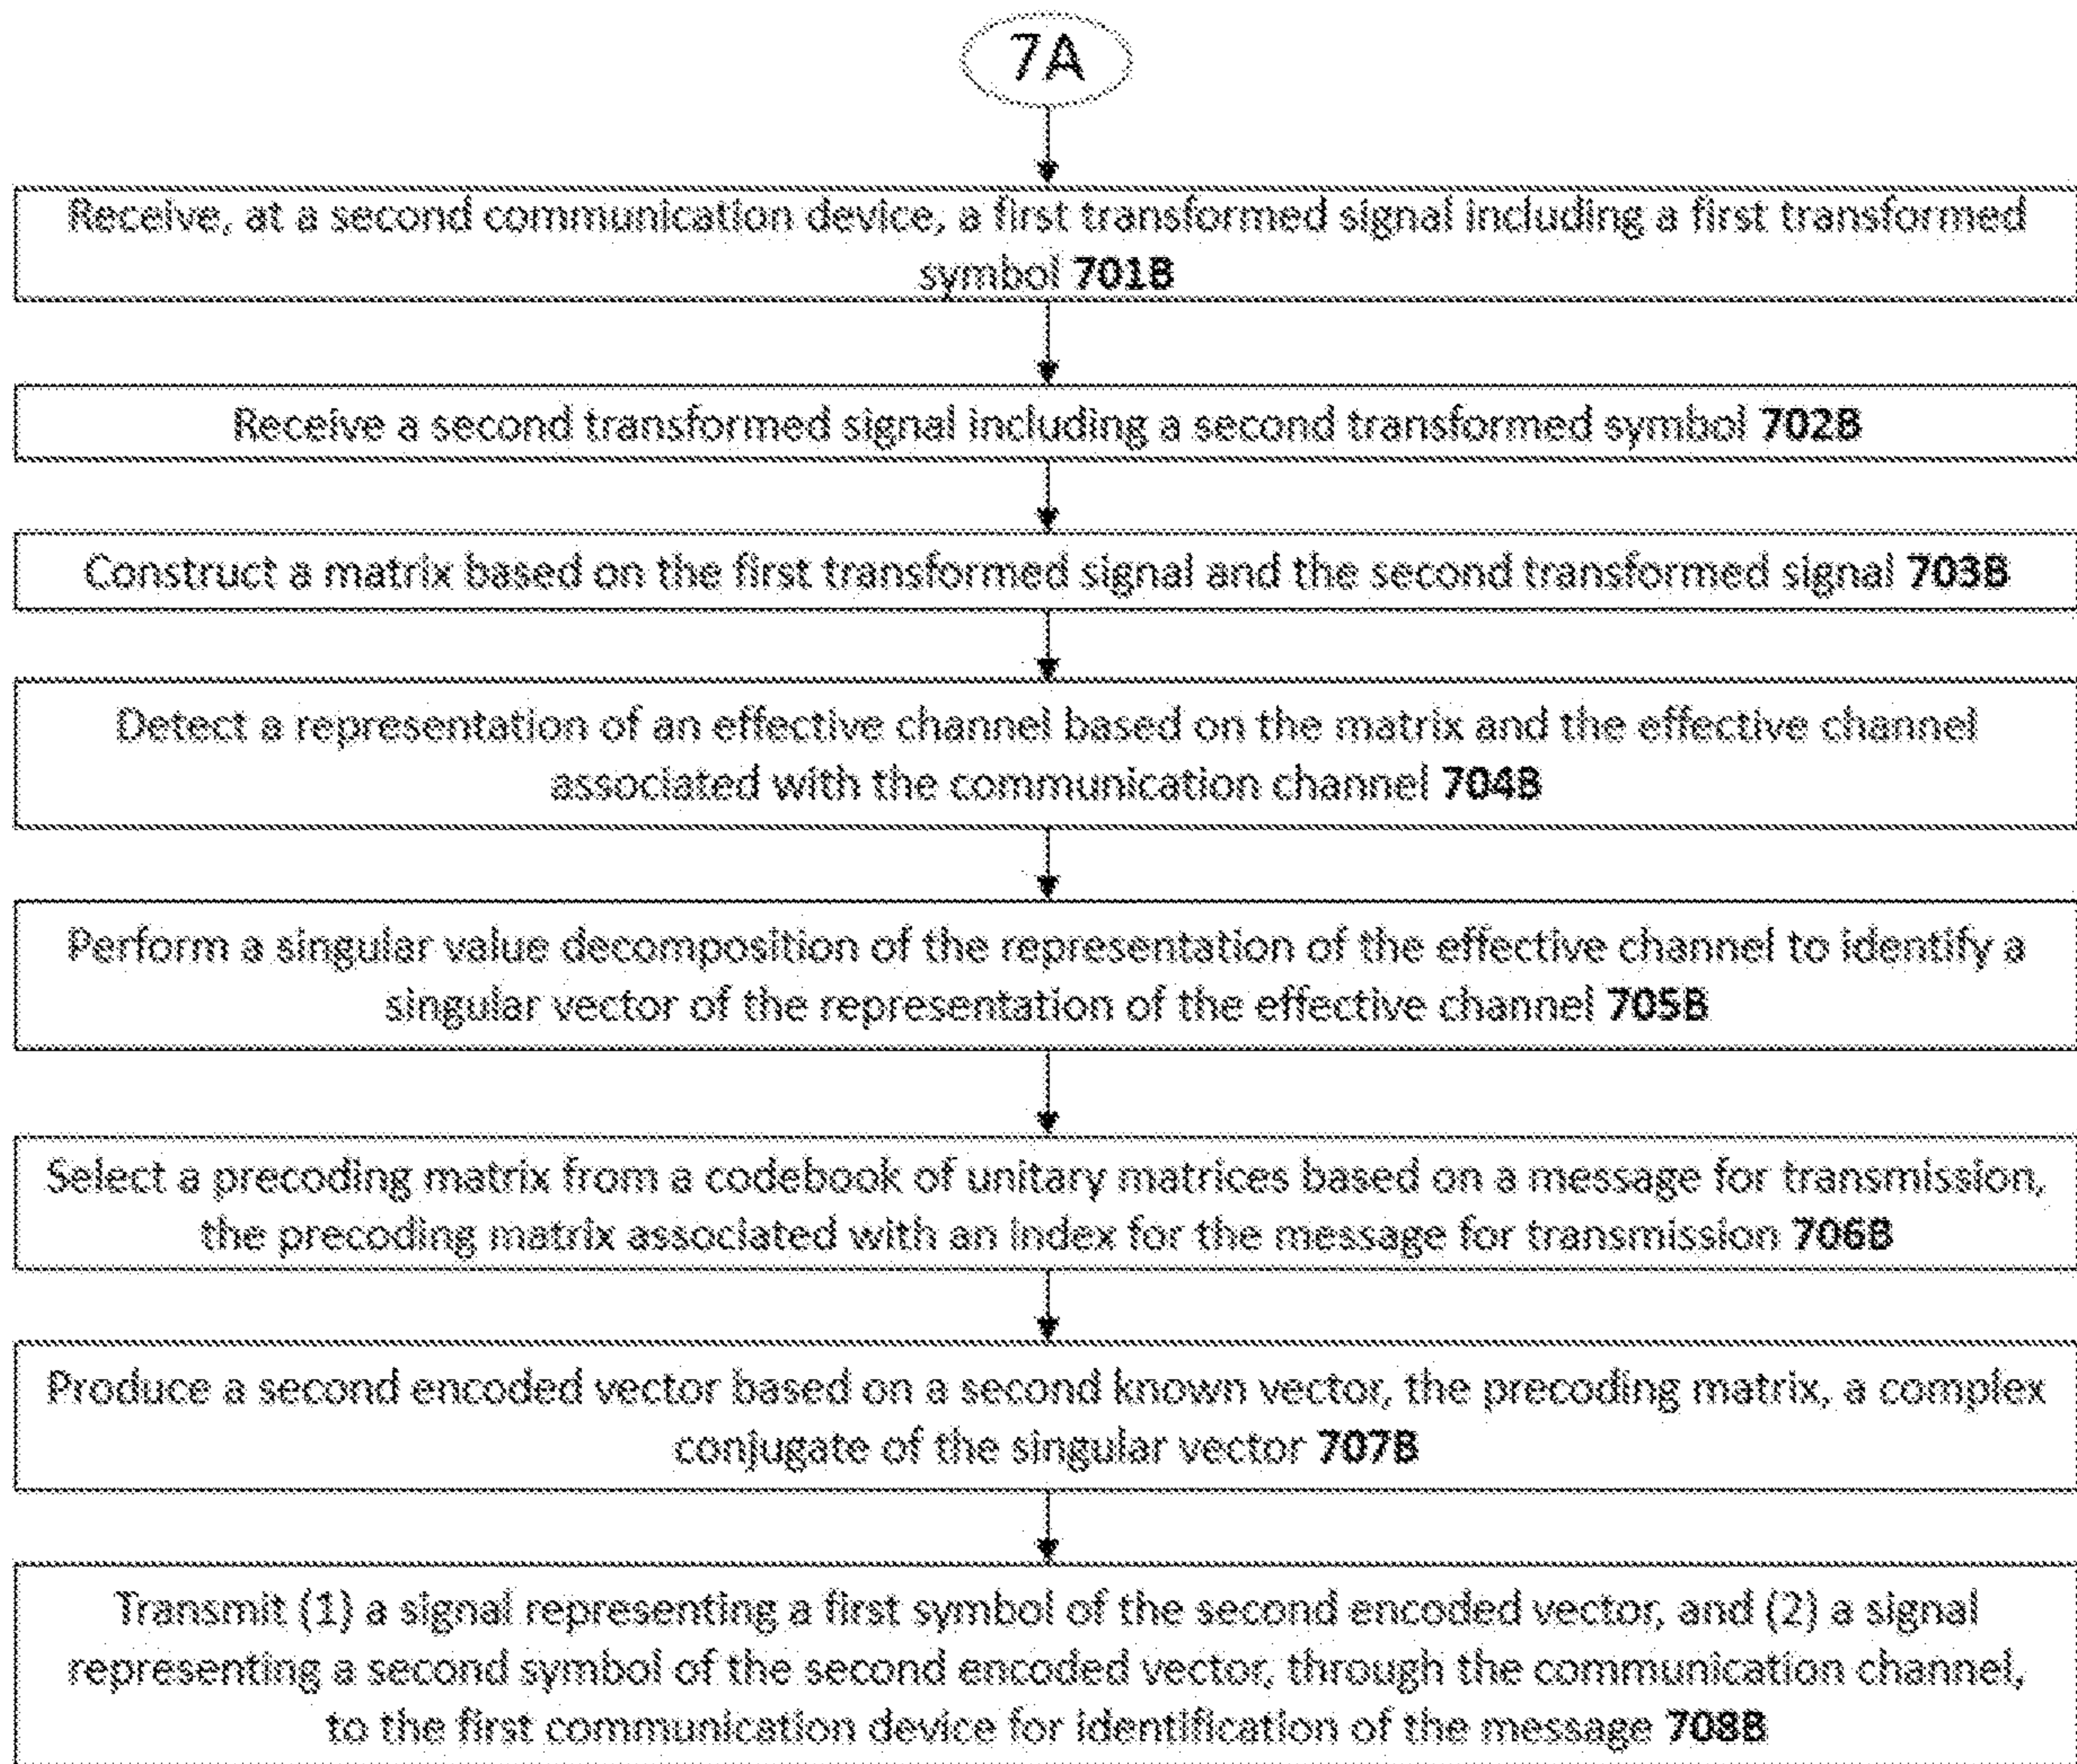 7A
Receive, at a second communication device, a first transformed signal including a first transformed
symbol 701B
Receive a second transformed signal including a second transformed symbol 702B
Construct a matrix based on the first transformed signal and the second transformed signal 703B
Detect a representation of an effective channel based on the matrix and the effective channel
associated with the communication channel 704B
Perform a singular value decomposition of the representation of the effective channel to identify a
singular vector of the representation of the effective channel 705B
Select a precoding matrix from a codebook of unitary matrices based on a message for transmission,
the precoding matrix associated with an index for the message for transmission 706B
Produce a second encoded vector based on a second known vector, the precoding matrix, a complex
conjugate of the singular vector 707B
Transmit (1) a signal representing a first symbol of the second encoded vector, and (2) a signal
representing a second symbol of the second encoded vector, through the communication channel,
to the first communication device for identification of the message 708B